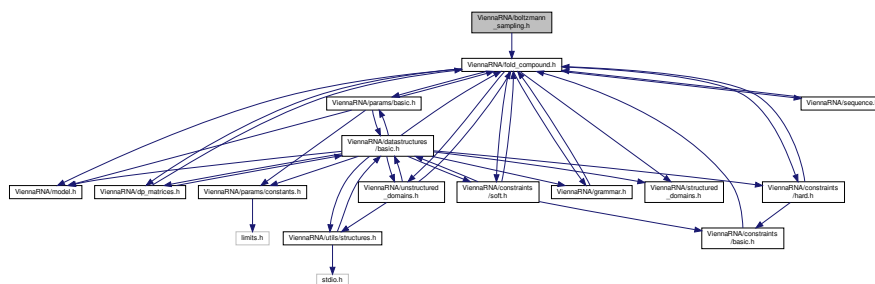 ViennaRNA/boltzmann
_sampling.h
ViennaRNA/fold_compound.h
ViennaRNA/params/basic.h
ViennaRNA/sequence.h
ViennaRNA/datastructures
/basic.h
ViennaRNA/model.h
ViennaRNA/dp_matrices.h
ViennaRNA/params/constants.h
ViennaRNA/unstructured
_domains.h
ViennaRNA/constraints
/soft.h
ViennaRNA/grammar.h
ViennaRNA/structured
_domains.h
ViennaRNA/constraints
/hard.h
limits.h
ViennaRNA/utils/structures.h
ViennaRNA/constraints
/basic.h
stdio.h